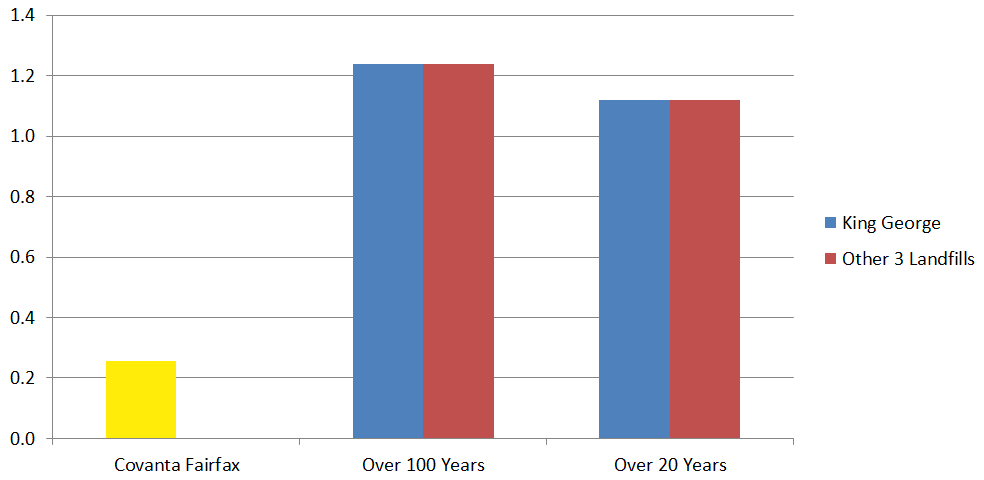 1.4
1.2
1.0
0.8
0.6
0.4
0.2
0.0
Covanta Fairfax
Over 100 Years
Over 20 Years
King George
Other 3 Landfills